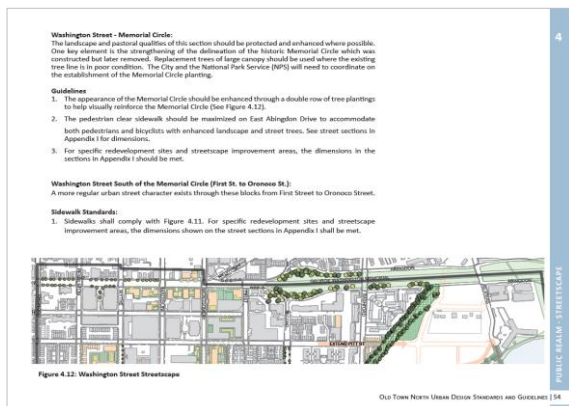 Washington Street - Memorial Circle:
The landscape and pastoral qualities of this section should be protected and enhanced where possible.
One key element is the strengthening of the delineation of the historic Memorial Circle which was
constructed but later removed. Replacement trees of large canopy should be used where the existing
tree line is in poor condition. The City and the National Park Service (NPS) will need to coordinate on
the establishment of the Memorial Circle planting.
Guidelines
1. The appearance of the Memorial Circle should be enhanced through a double row of tree plantings
to help visually reinforce the Memorial Circle (See Figure 4.12).
2. The pedestrian clear sidewalk should be maximized on East Abingdon Drive to accommodate
both pedestrians and bicyclists with enhanced landscape and street trees. See street sections in
Appendix I for dimensions.
3. For specific redevelopment sites and streetscape improvement areas, the dimensions in the
sections in Appendix I should be met.
Washington Street South of the Memorial Circle (First St. to Oronoco St.):
A more regular urban street character exists through these blocks from First Street to Oronoco Street.
Sidewalk Standards:
1. Sidewalks shall comply with Figure 4.11. For specific redevelopment sites and streetscape
improvement areas, the dimensions shown on the street sections in Appendix I shall be met.
Figure 4.12: Washington Street Streetscape
4
PUBLIC REALM - STREETSCAPE
OLD TOWN NORTH URBAN DESIGN STANDARDS AND GUIDELINES | 54